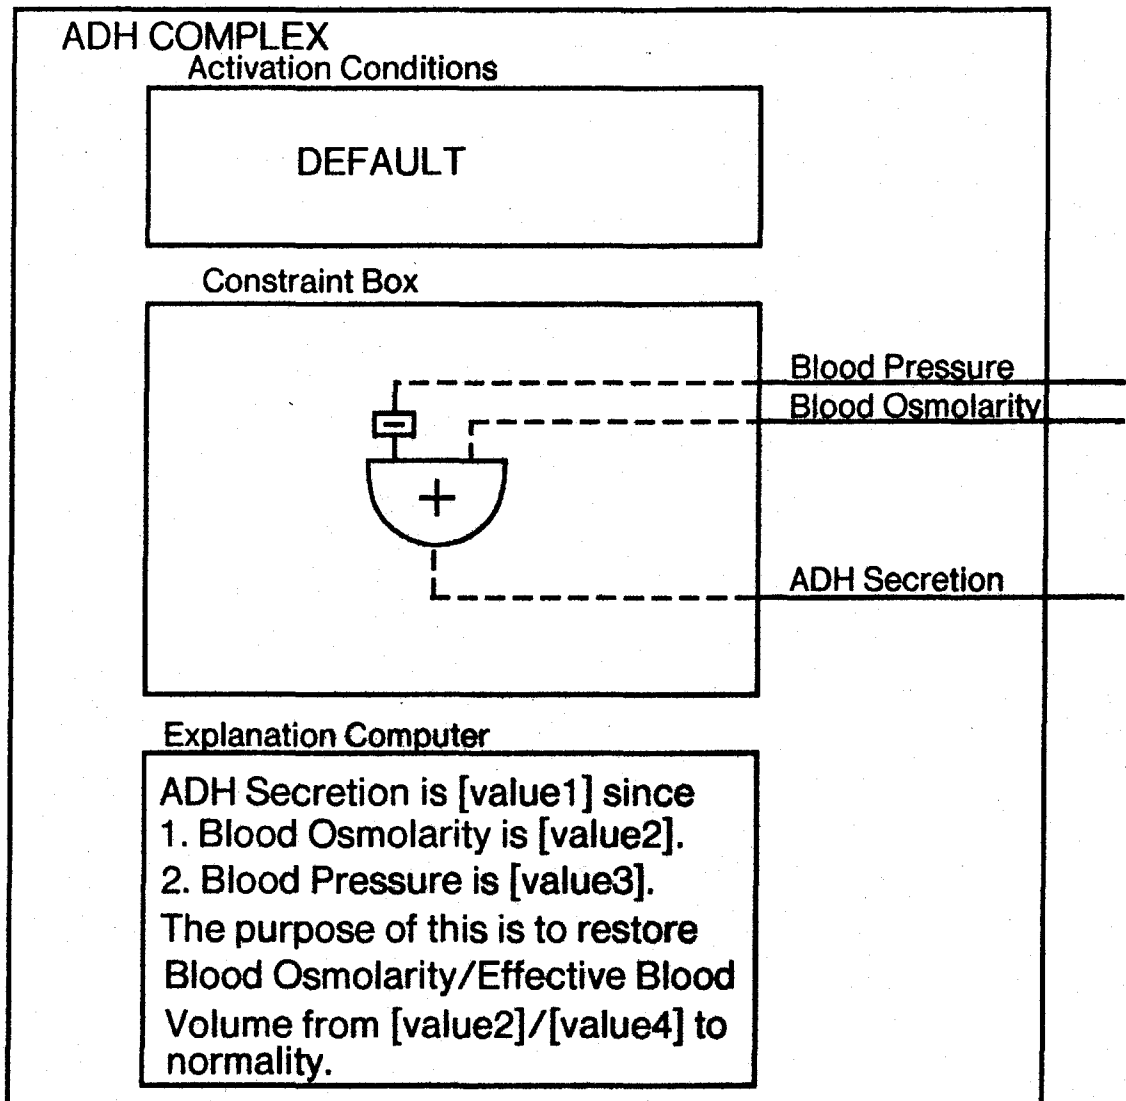 ADH COMPLEX
Activation Conditions
DEFAULT
Constraint Box
Blood Pressure
-
Blood Osmolarity
+
ADH Secretion
Explanation Computer
ADH Secretion is [value1] since
1. Blood Osmolarity is [value2].
2. Blood Pressure is [value3].
The purpose of this is to restore
Blood Osmolarity/Effective Blood
Volume from [value2]/[value4] to
normality.